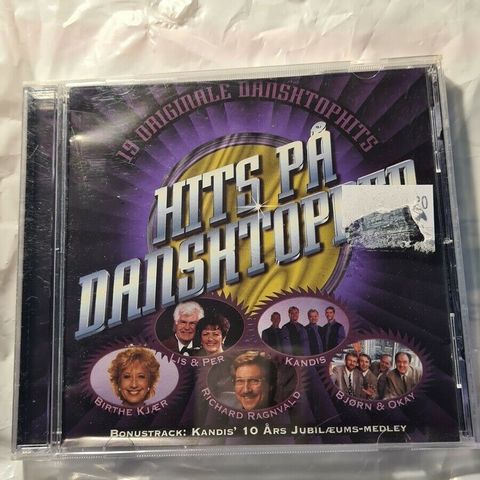 19 ORIGINALE DANSKTOPHITS
HITS PÅ
DANSKTOPPEN
LIS & PER
KANDIS
BIRTHE KJÆR
RICHARD RAGNVALD
BJØRN & OKAY
BONUSTRACK: KANDIS' 10 ÅRS JUBILÆUMS-MEDLEY